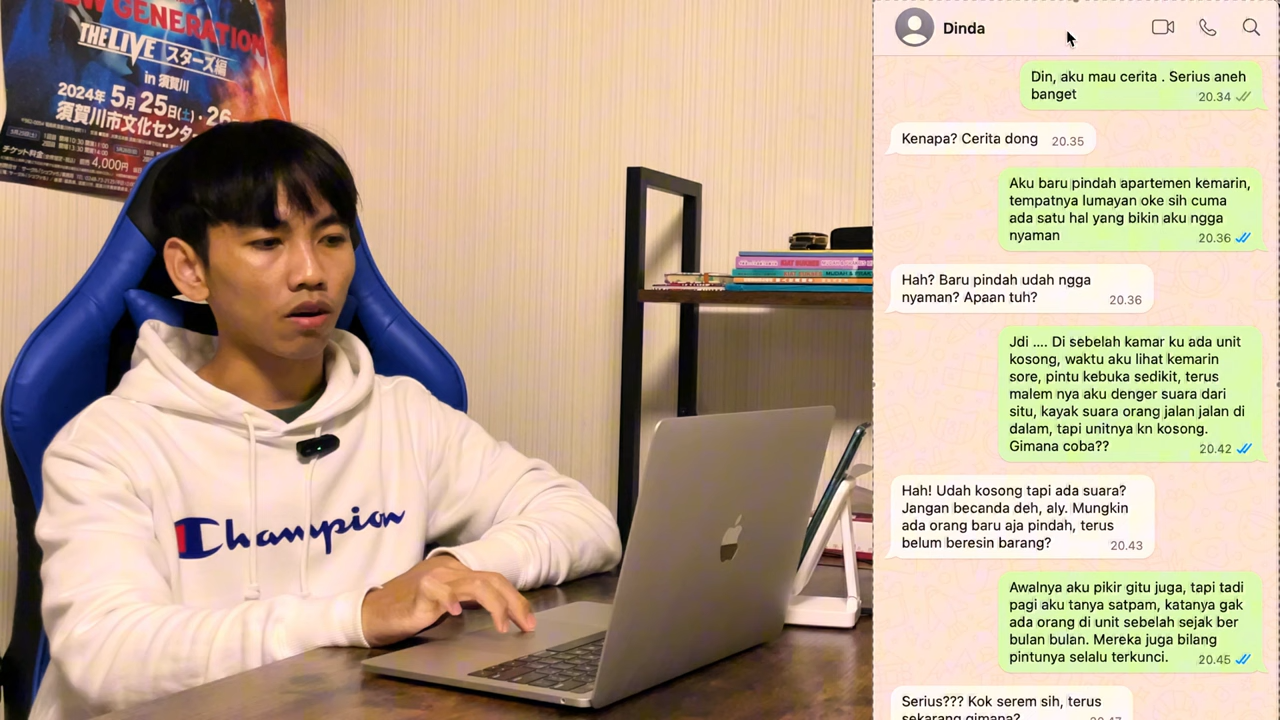 NEW GENERATION
THE LIVE スターズ編
in 須賀川
2024年 5月 25日(土)・26
須賀川市文化センタ
チケット料金
4,000円
Champion
Dinda
Din, aku mau cerita . Serius aneh
banget
20.34
Kenapa? Cerita dong 20.35
Aku baru pindah apartemen kemarin,
tempatnya lumayan oke sih cuma
ada satu hal yang bikin aku ngga
nyaman
20.36
Hah? Baru pindah udah ngga
nyaman? Apaan tuh?
20.36
Jdi .... Di sebelah kamar ku ada unit
kosong, waktu aku lihat kemarin
sore, pintu kebuka sedikit, terus
malem nya aku denger suara dari
situ, kayak suara orang jalan jalan di
dalam, tapi unitnya kn kosong.
Gimana coba??
20.42
Hah! Udah kosong tapi ada suara?
Jangan becanda deh, aly. Mungkin
ada orang baru aja pindah, terus
belum beresin barang?
20.43
Awalnya aku pikir gitu juga, tapi tadi
pagi aku tanya satpam, katanya gak
ada orang di unit sebelah sejak ber
bulan bulan. Mereka juga bilang
pintunya selalu terkunci.
20.45
Serius??? Kok serem sih, terus
sekarang gimana?
20.47